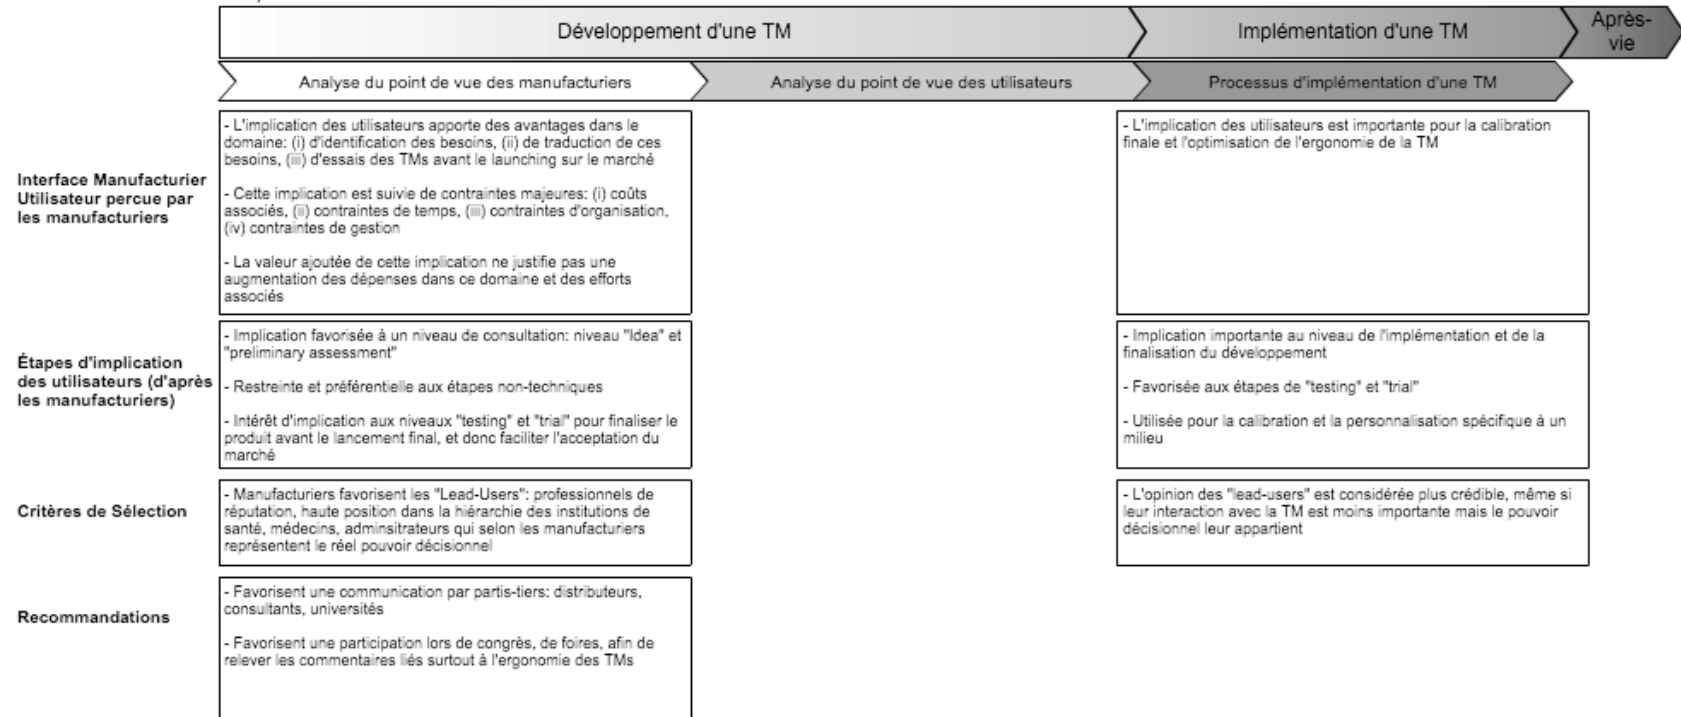 Développement d'une TM
Implémentation d'une TM
Après-
vie
Analyse du point de vue des manufacturiers
Analyse du point de vue des utilisateurs
Processus d'implémentation d'une TM
Interface Manufacturier
Utilisateur percue par
les manufacturiers
- L'implication des utilisateurs apporte des avantages dans le
domaine: (i) d'identification des besoins, (ii) de traduction de ces
besoins, (iii) d'essais des TMs avant le launching sur le marché
- Cette implication est suivie de contraintes majeures: (i) coûts
associés, (ii) contraintes de temps, (iii) contraintes d'organisation,
(iv) contraintes de gestion
- La valeur ajoutée de cette implication ne justifie pas une
augmentation des dépenses dans ce domaine et des efforts
associés
- L'implication des utilisateurs est importante pour la calibration
finale et l'optimisation de l'ergonomie de la TM
Étapes d'implication
des utilisateurs (d'après
les manufacturiers)
- Implication favorisée à un niveau de consultation: niveau "Idea" et
"preliminary assessment"
- Restreinte et préférentielle aux étapes non-techniques
- Intérêt d'implication aux niveaux "testing" et "trial" pour finaliser le
produit avant le lancement final, et donc faciliter l'acceptation du
marché
- Implication importante au niveau de l'implémentation et de la
finalisation du développement
- Favorisée aux étapes de "testing" et "trial"
- Utilisée pour la calibration et la personnalisation spécifique à un
milieu
Critères de Sélection
- Manufacturiers favorisent les "Lead-Users": professionnels de
réputation, haute position dans la hiérarchie des institutions de
santé, médecins, adminsitrateurs qui selon les manufacturiers
représentent le réel pouvoir décisionnel
- L'opinion des "lead-users" est considérée plus crédible, même si
leur interaction avec la TM est moins importante mais le pouvoir
décisionnel leur appartient
Recommandations
- Favorisent une communication par partis-tiers: distributeurs,
consultants, universités
- Favorisent une participation lors de congrès, de foires, afin de
relever les commentaires liés surtout à l'ergonomie des TMs